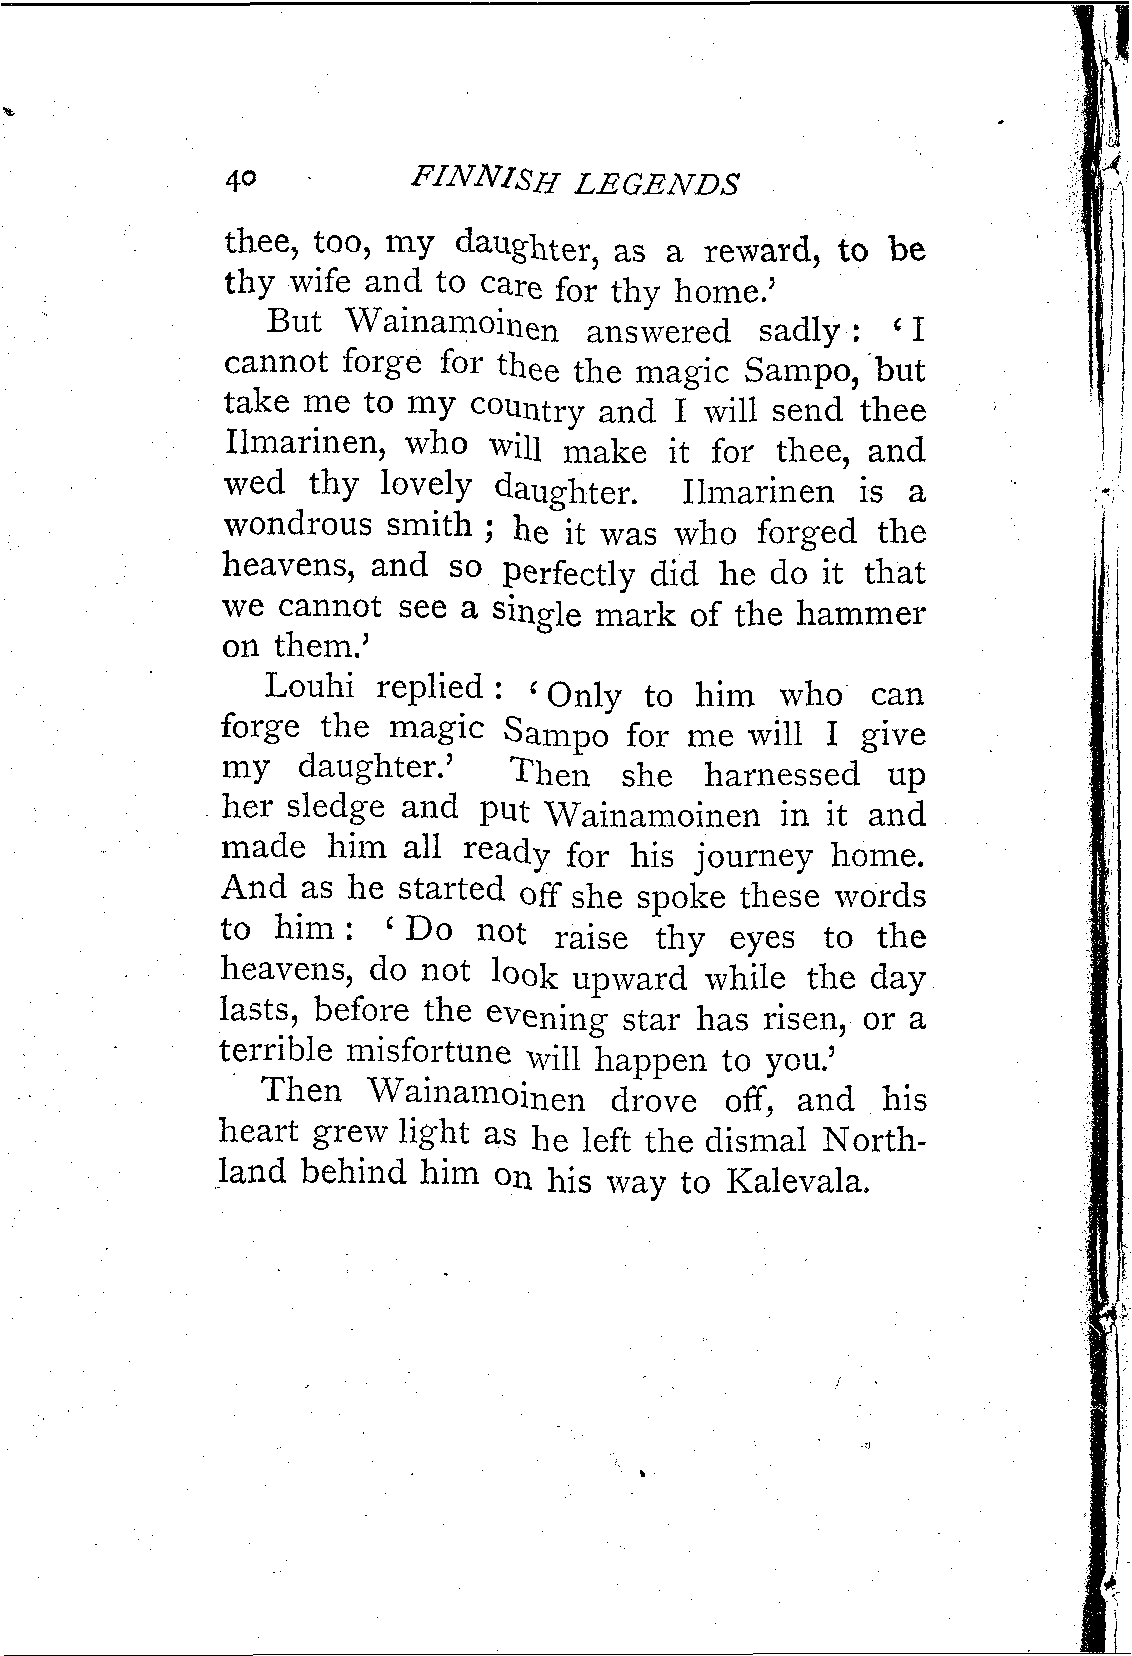 40 FINNISH LEGENDS
thee, too, my daughter, as a reward, to be
thy wife and to care for thy home.’
But Wainamoinen answered sadly : ‘ I
cannot forge for thee the magic Sampo, but
take me to my country and I will send thee
Ilmarinen, who will make it for thee, and
wed thy lovely daughter. Ilmarinen is a
wondrous smith ; he it was who forged the
heavens, and so perfectly did he do it that
we cannot see a single mark of the hammer
on them.’
Louhi replied : ‘ Only to him who can
forge the magic Sampo for me will I give
my daughter.’ Then she harnessed up
her sledge and put Wainamoinen in it and
made him all ready for his journey home.
And as he started off she spoke these words
to him : ‘ Do not raise thy eyes to the
heavens, do not look upward while the day
lasts, before the evening star has risen, or a
terrible misfortune will happen to you.’
Then Wainamoinen drove off, and his
heart grew light as he left the dismal North-
land behind him on his way to Kalevala.